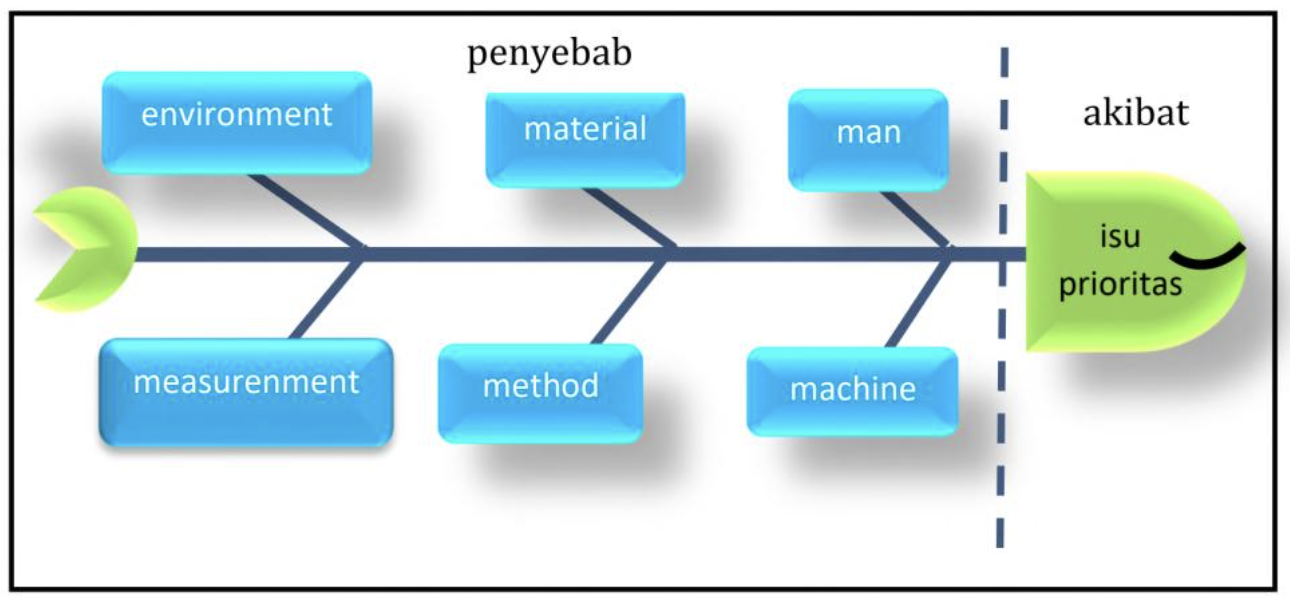 penyebab
akibat
environment
material
man
isu
prioritas
measurenment
method
machine